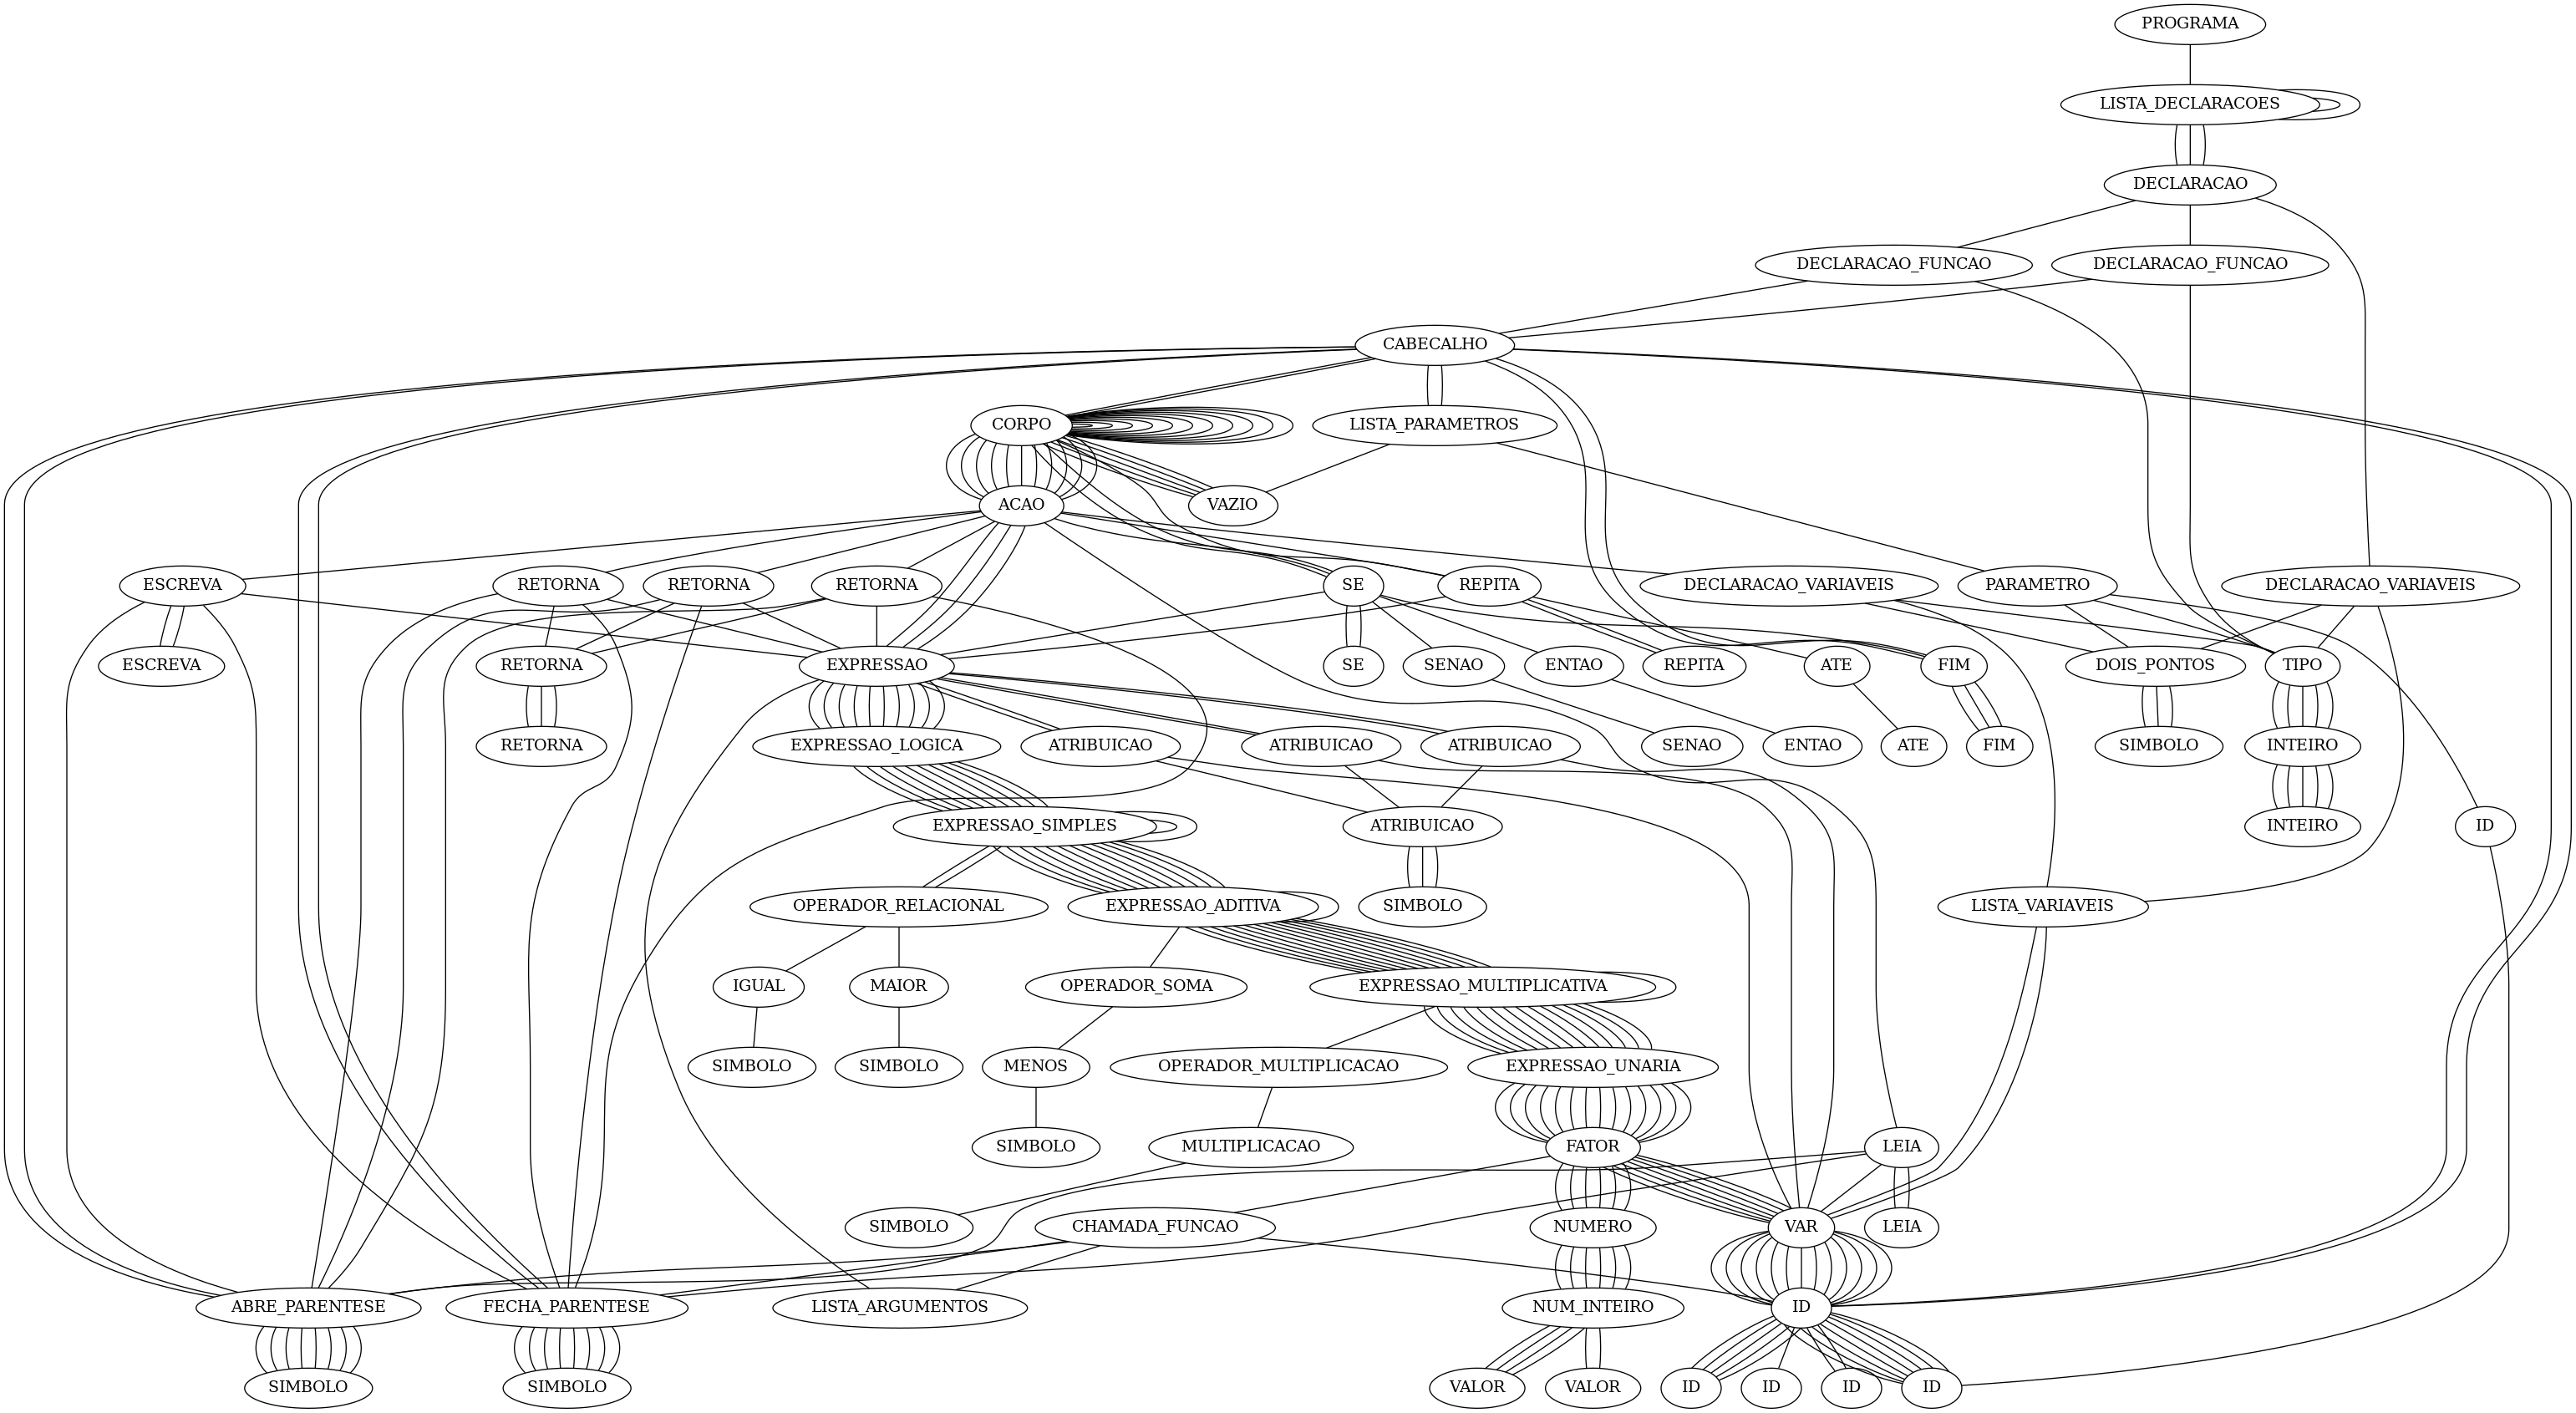 PROGRAMA
LISTA_DECLARACOES
DECLARACAO
DECLARACAO_FUNCAO
DECLARACAO_FUNCAO
CABECALHO
CORPO
LISTA_PARAMETROS
ACAO
VAZIO
ESCREVA
RETORNA
RETORNA
RETORNA
SE
REPITA
DECLARACAO_VARIAVEIS
PARAMETRO
DECLARACAO_VARIAVEIS
ESCREVA
RETORNA
EXPRESSAO
SE
SENAO
ENTAO
REPITA
ATE
FIM
DOIS_PONTOS
TIPO
RETORNA
EXPRESSAO_LOGICA
ATRIBUICAO
ATRIBUICAO
ATRIBUICAO
SENAO
ENTAO
ATE
FIM
SIMBOLO
INTEIRO
EXPRESSAO_SIMPLES
ATRIBUICAO
INTEIRO
ID
OPERADOR_RELACIONAL
EXPRESSAO_ADITIVA
SIMBOLO
LISTA_VARIAVEIS
IGUAL
MAIOR
OPERADOR_SOMA
EXPRESSAO_MULTIPLICATIVA
SIMBOLO
SIMBOLO
MENOS
OPERADOR_MULTIPLICACAO
EXPRESSAO_UNARIA
SIMBOLO
MULTIPLICACAO
FATOR
LEIA
SIMBOLO
CHAMADA_FUNCAO
NUMERO
VAR
LEIA
ABRE_PARENTESE
FECHA_PARENTESE
LISTA_ARGUMENTOS
NUM_INTEIRO
ID
SIMBOLO
SIMBOLO
VALOR
VALOR
ID
ID
ID
ID